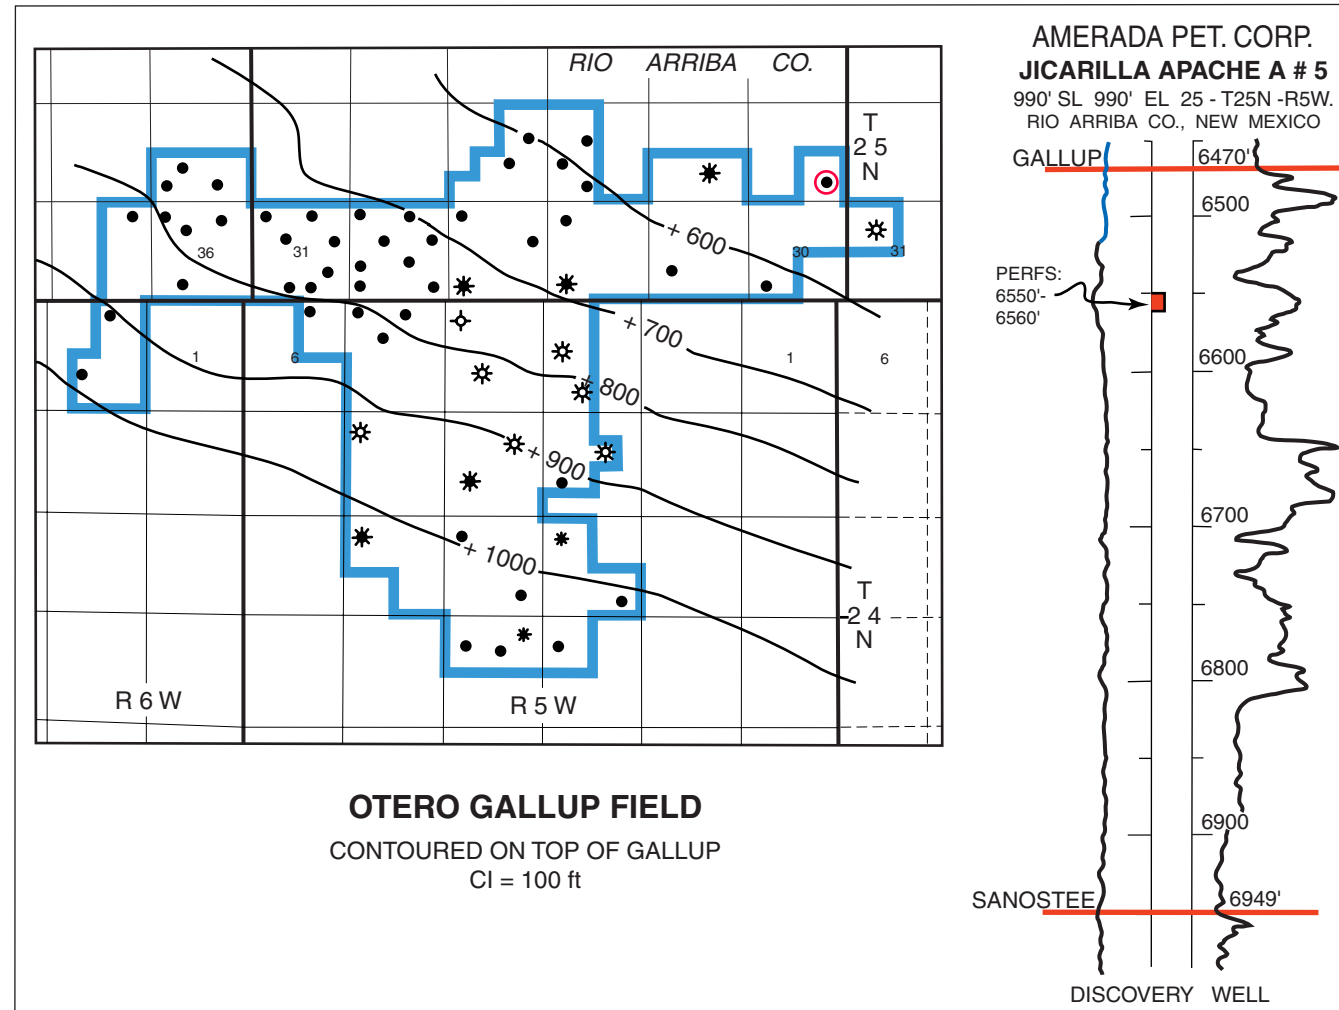 RIO ARRIBA CO.
T
25
N
36
31
30
31
+ 600
+ 700
1
6
1
6
+ 800
+ 900
+ 1000
T
24
N
R 6 W
R 5 W
OTERO GALLUP FIELD
CONTOURED ON TOP OF GALLUP
CI = 100 ft
AMERADA PET. CORP.
JICARILLA APACHE A # 5
990' SL 990' EL 25 - T25N -R5W.
RIO ARRIBA CO., NEW MEXICO
GALLUP
6470'
6500
PERFS:
6550'-
6560'
6600
6700
6800
6900
SANOSTEE
6949'
DISCOVERY WELL